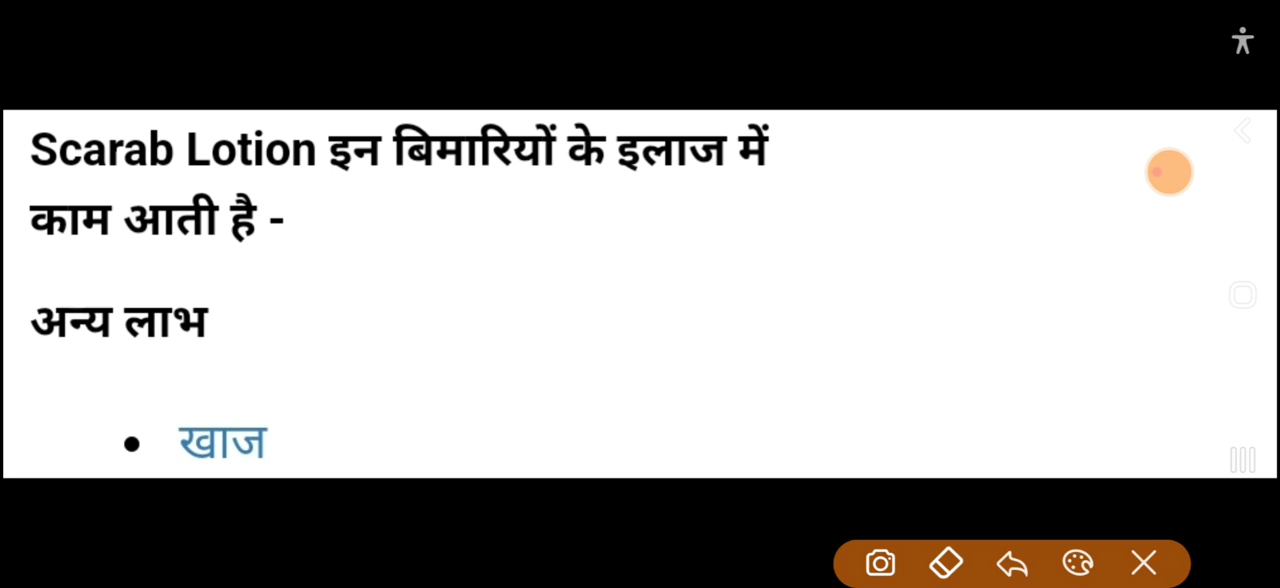 Scarab Lotion इन बिमारियों के इलाज में
काम आती है -
अन्य लाभ
• खाज